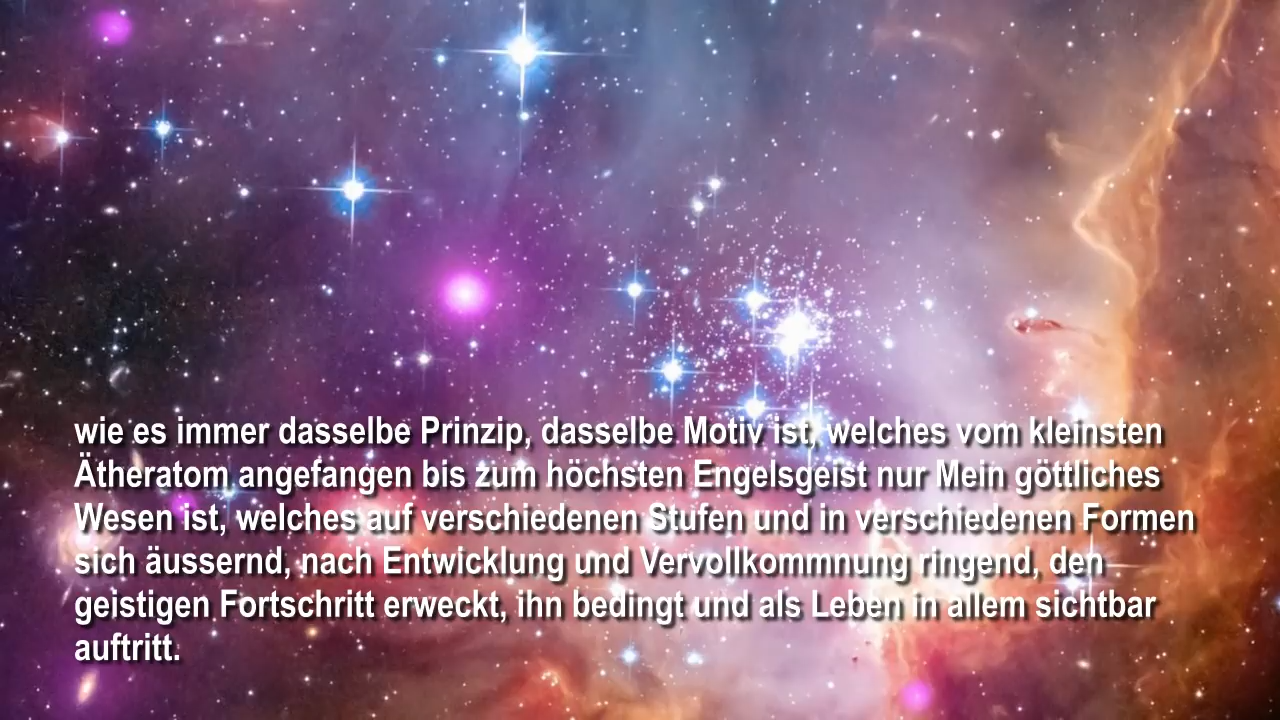 wie es immer dasselbe Prinzip, dasselbe Motiv ist, welches vom kleinsten
Ätheratom angefangen bis zum höchsten Engelsgeist nur Mein göttliches
Wesen ist, welches auf verschiedenen Stufen und in verschiedenen Formen
sich äussernd, nach Entwicklung und Vervollkommnung ringend, den
geistigen Fortschritt erweckt, ihn bedingt und als Leben in allem sichtbar
auftritt.